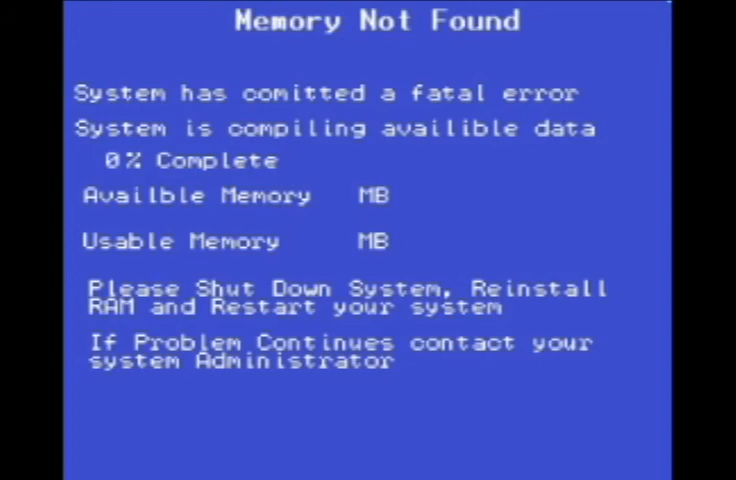 Memory Not Found
System has comitted a fatal error
System is compiling availible data
0% Complete
Availble Memory MB
Usable Memory MB
Please Shut Down System, Reinstall
RAM and Restart your system
If Problem Continues contact your
system Administrator